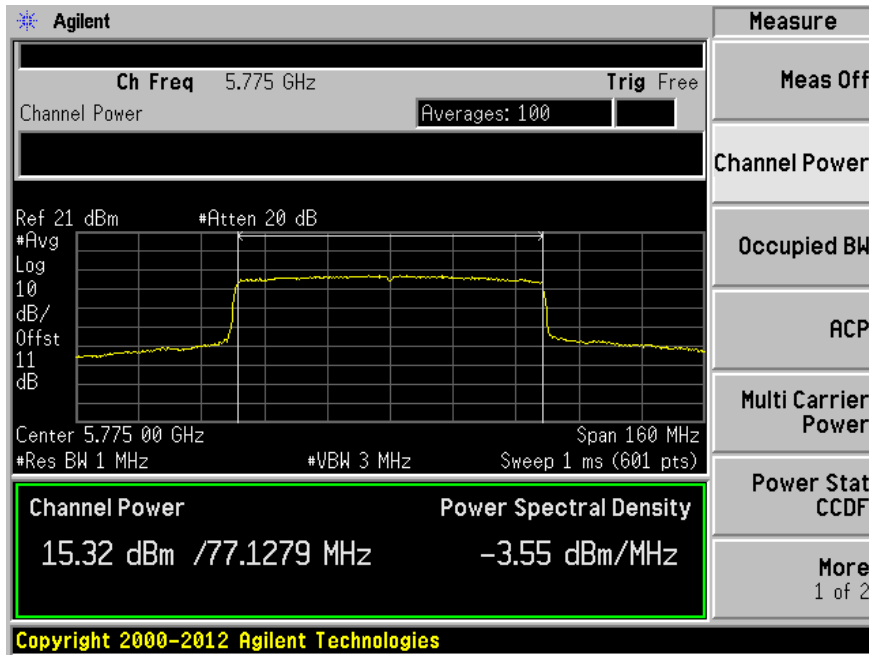 Agilent
Measure
Ch Freq 5.775 GHz Trig Free
Channel Power Averages: 100
Ref 21 dBm #Atten 20 dB
#Avg
Log
10
dB/
Offst
11
dB
Center 5.775 00 GHz Span 160 MHz
#Res BW 1 MHz #VBW 3 MHz Sweep 1 ms (601 pts)
Channel Power Power Spectral Density
15.32 dBm /77.1279 MHz -3.55 dBm/MHz
Meas Off
Channel Power
Occupied BW
ACP
Multi Carrier
Power
Power Stat
CCDF
More
1 of 2
Copyright 2000-2012 Agilent Technologies